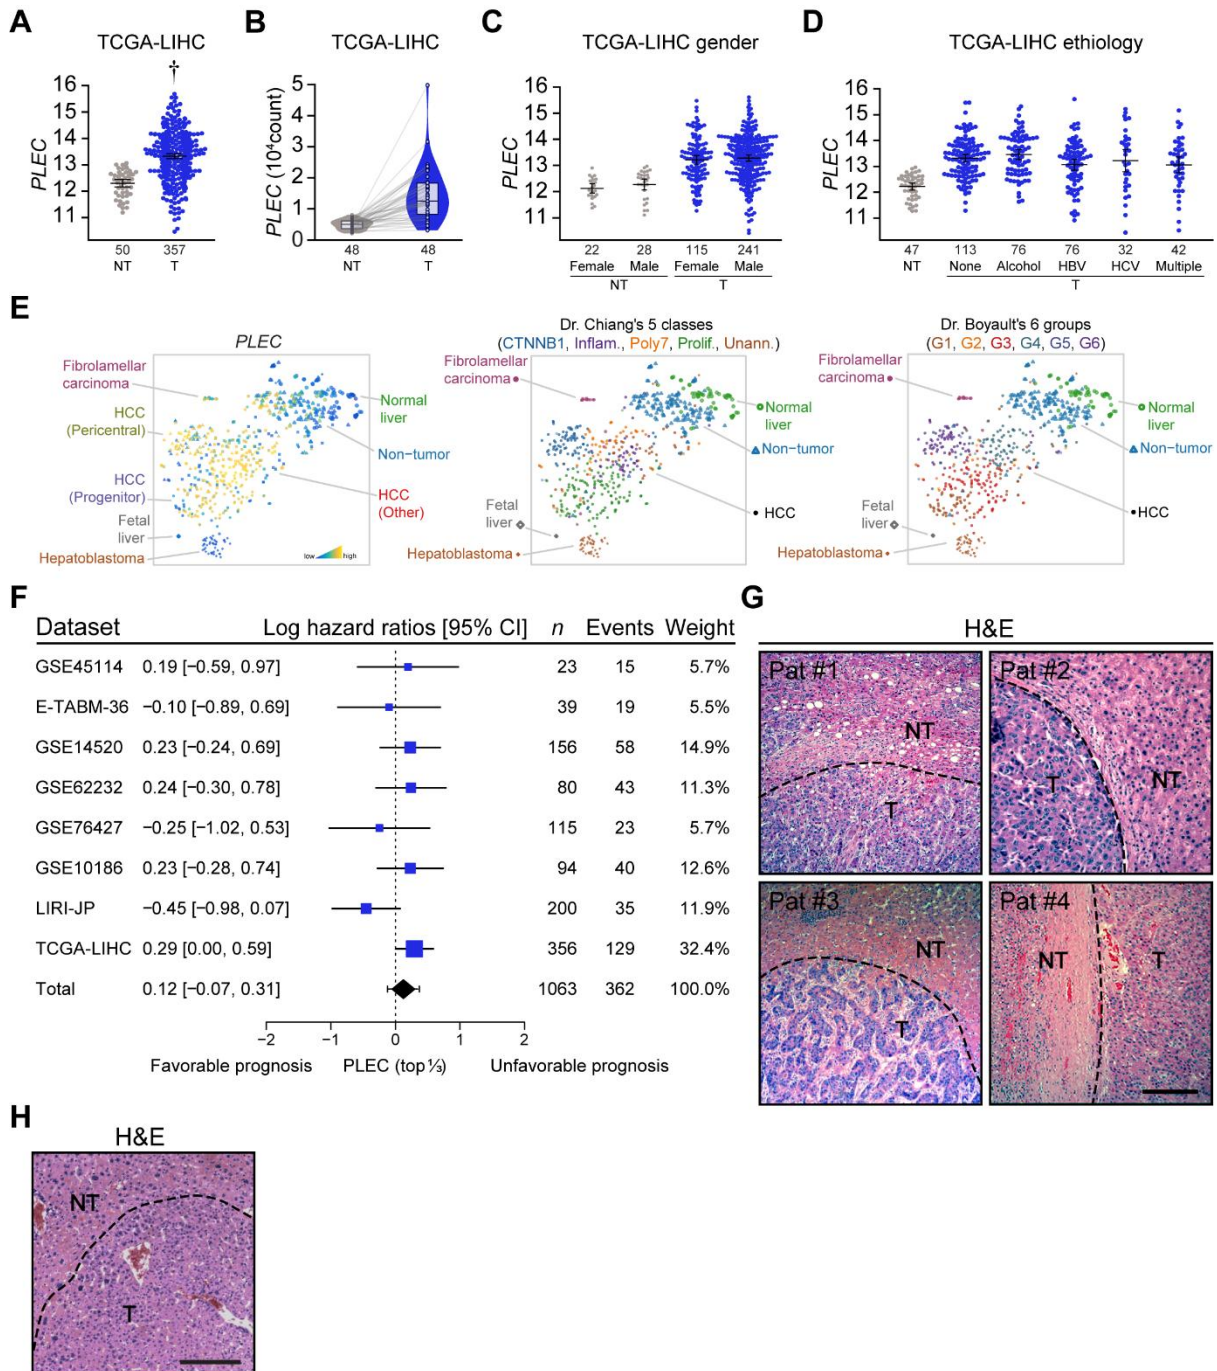 A
TCGA-LIHC
†
PLEC
16
15
14
13
12
11
50
357
NT
T
B
TCGA-LIHC
PLEC (10⁴count)
5
4
3
2
1
0
48
48
NT
T
C
TCGA-LIHC gender
PLEC
16
15
14
13
12
11
22
28
115
241
Female
Male
Female
Male
NT
T
D
TCGA-LIHC ethiology
PLEC
16
15
14
13
12
11
47
113
76
76
32
42
NT
None
Alcohol
HBV
HCV
Multiple
T
E
PLEC
Fibrolamellar
carcinoma
HCC
(Pericentral)
HCC
(Progenitor)
Fetal
liver
Hepatoblastoma
Normal
liver
Non−tumor
HCC
(Other)
low
high
Dr. Chiang's 5 classes
(CTNNB1, Inflam., Poly7, Prolif., Unann.)
Fibrolamellar
carcinoma
Normal
liver
Non−tumor
HCC
Fetal
liver
Hepatoblastoma
Dr. Boyault's 6 groups
(G1, G2, G3, G4, G5, G6)
Fibrolamellar
carcinoma
Normal
liver
Non−tumor
HCC
Fetal
liver
Hepatoblastoma
F
Dataset Log hazard ratios [95% CI] n Events Weight
GSE45114 0.19 [−0.59, 0.97] 23 15 5.7%
E-TABM-36 −0.10 [−0.89, 0.69] 39 19 5.5%
GSE14520 0.23 [−0.24, 0.69] 156 58 14.9%
GSE62232 0.24 [−0.30, 0.78] 80 43 11.3%
GSE76427 −0.25 [−1.02, 0.53] 115 23 5.7%
GSE10186 0.23 [−0.28, 0.74] 94 40 12.6%
LIRI-JP −0.45 [−0.98, 0.07] 200 35 11.9%
TCGA-LIHC 0.29 [0.00, 0.59] 356 129 32.4%
Total 0.12 [−0.07, 0.31] 1063 362 100.0%
−2 −1 0 1 2
Favorable prognosis PLEC (top ⅓) Unfavorable prognosis
G
H&E
Pat #1
NT
T
Pat #2
T
NT
Pat #3
NT
T
Pat #4
NT
T
H
H&E
NT
T